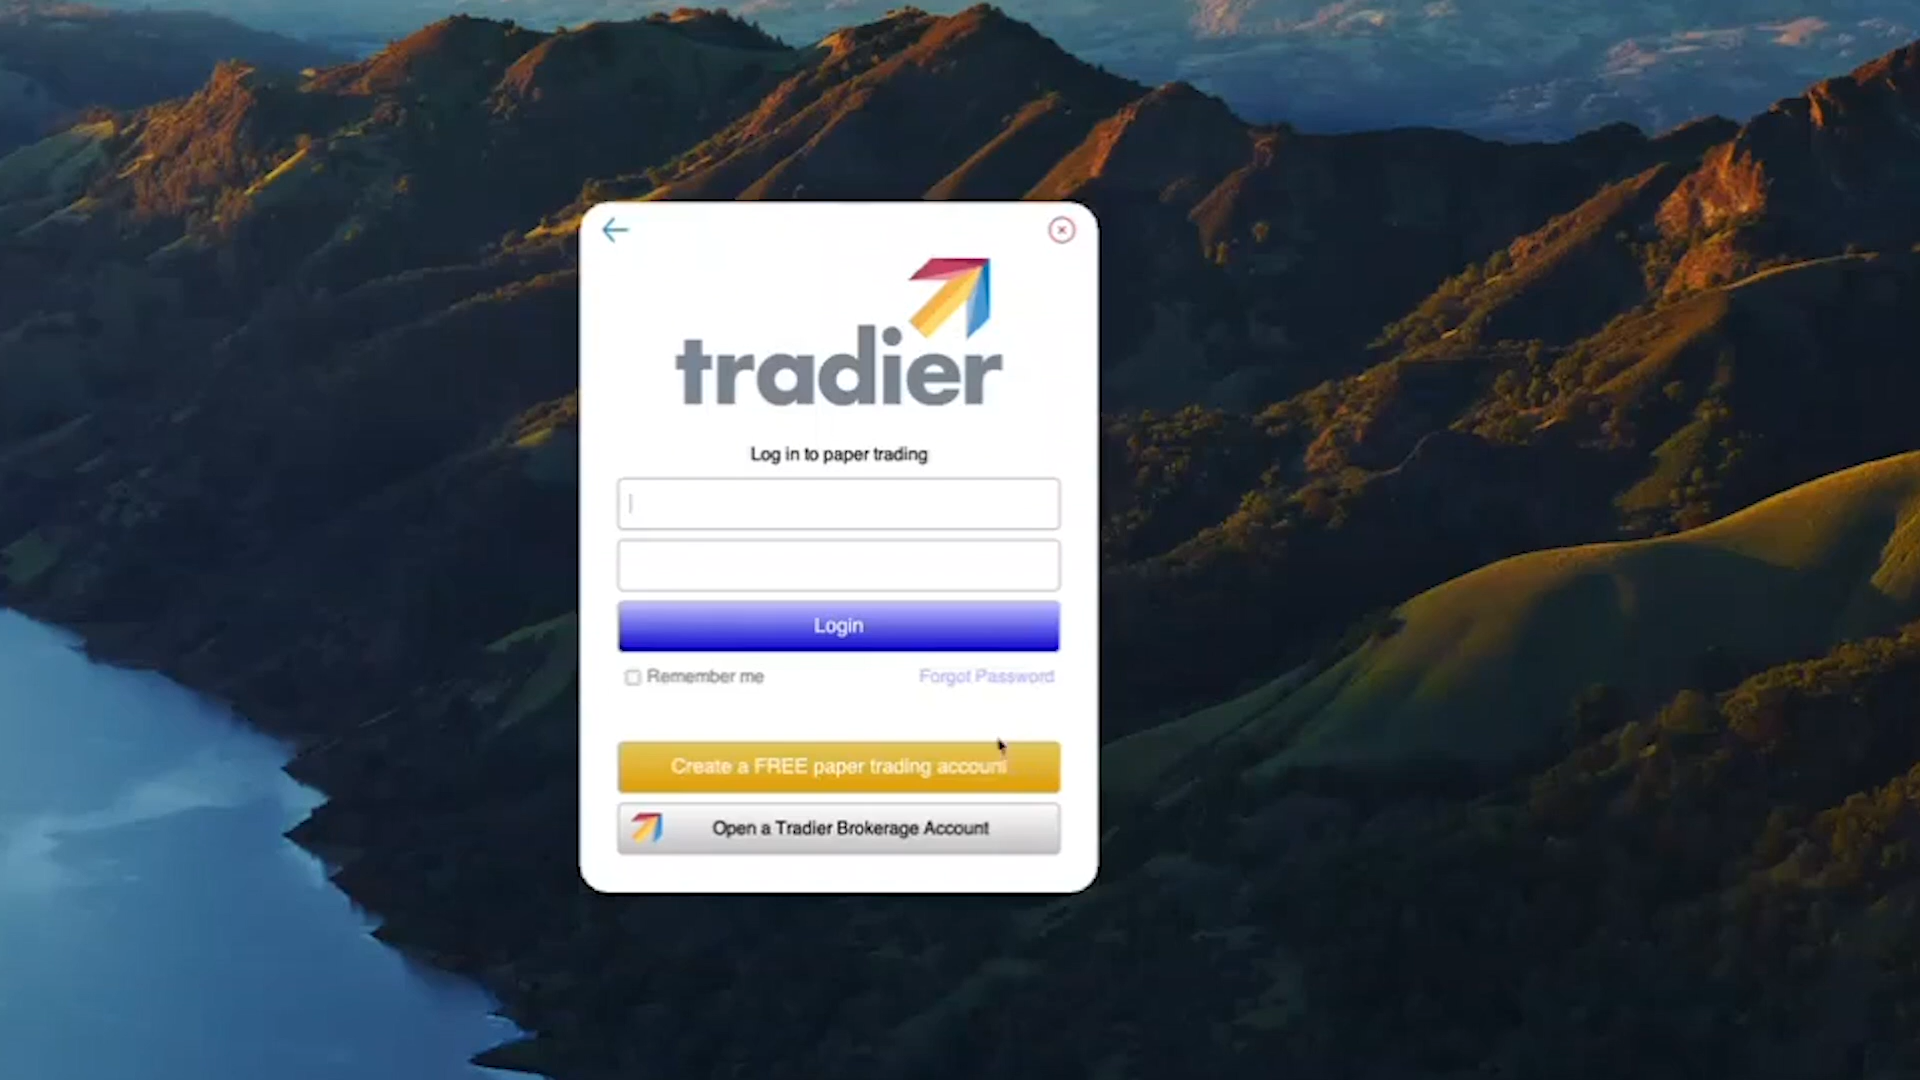 tradier
Log in to paper trading
Login
Remember me
Forgot Password
Create a FREE paper trading account
Open a Tradier Brokerage Account